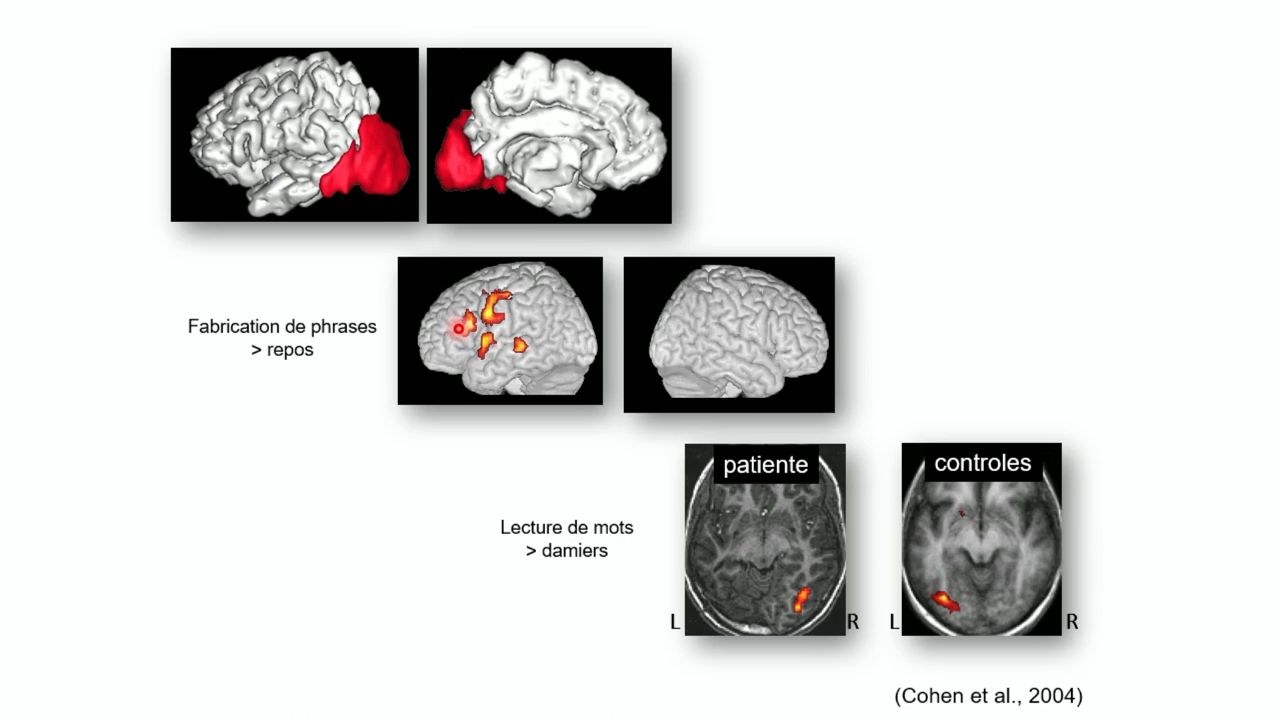 Fabrication de phrases
> repos
patiente
controles
Lecture de mots
> damiers
L
R
L
R
(Cohen et al., 2004)